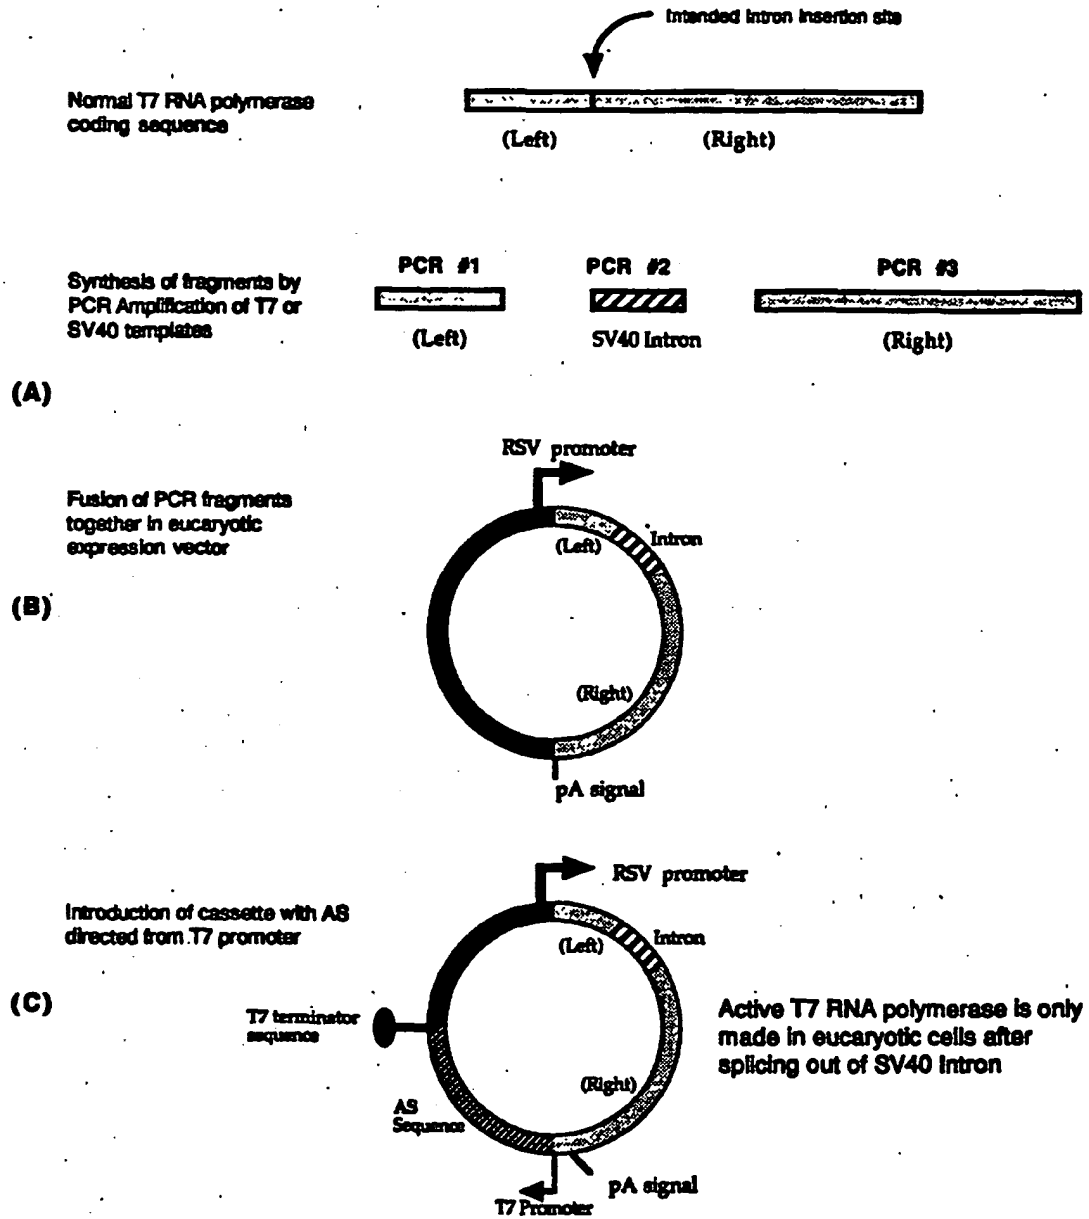 Intended Intron insertion site
Normal T7 RNA polymerase
coding sequence
(Left)
(Right)
Synthesis of fragments by
PCR Amplification of T7 or
SV40 templates
PCR #1
PCR #2
PCR #3
(Left)
SV40 Intron
(Right)
(A)
RSV promoter
Fusion of PCR fragments
together in eucaryotic
expression vector
(Left)
Intron
(B)
(Right)
pA signal
RSV promoter
Introduction of cassette with AS
directed from T7 promoter
(Left)
Intron
(C)
T7 terminator
sequence
Active T7 RNA polymerase is only
made in eucaryotic cells after
splicing out of SV40 Intron
(Right)
AS
Sequence
pA signal
T7 Promoter